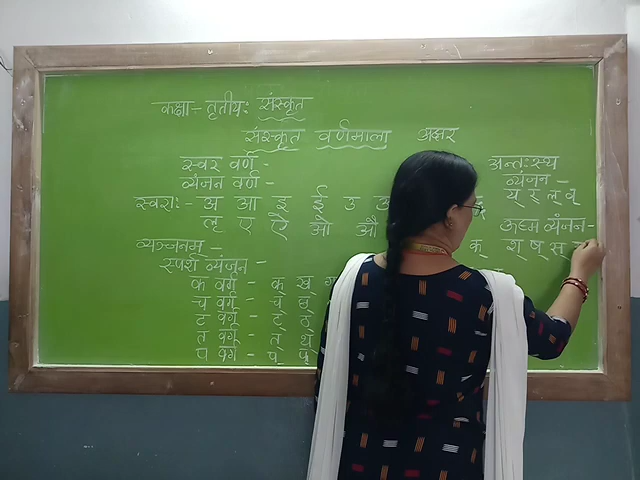 कक्षा - तृतीयः संस्कृत
संस्कृत वर्णमाला अक्षर
स्वर वर्ण -
व्यंजन वर्ण -
स्वराः - अ आ इ ई उ
ऌ ए ऐ ओ औ
व्यञ्जनम् -
स्पर्श व्यंजन -
क वर्ग - क् ख्
च वर्ग - च् छ्
ट वर्ग - ट् ठ्
त वर्ग - त् थ्
प वर्ग - प् फ्
अन्तःस्थ
व्यंजन -
य् र् ल् व्
ऊष्म व्यंजन -
श् ष् स्